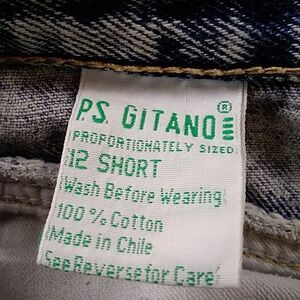 P.S. GITANO®
PROPORTIONATELY SIZED
12 SHORT
Wash Before Wearing
100% Cotton
Made in Chile
See Reverse for Care